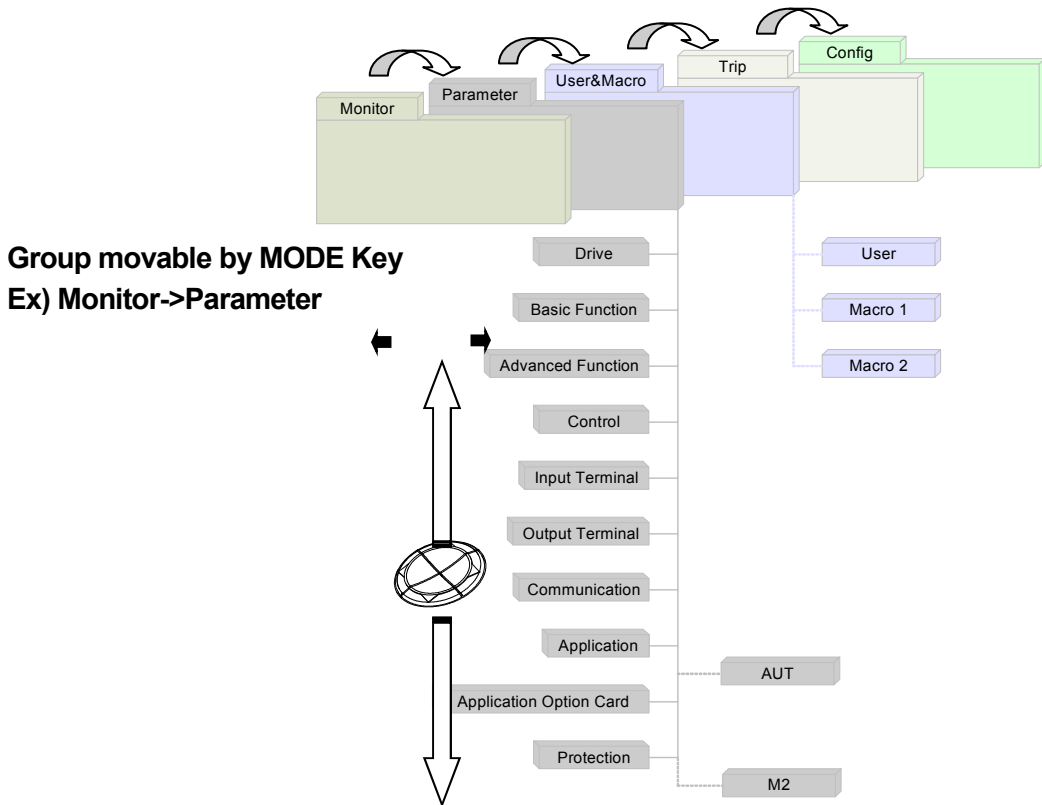 Config
Trip
User&Macro
Parameter
Monitor
Group movable by MODE Key
Ex) Monitor->Parameter
Drive
User
Basic Function
Macro 1
Advanced Function
Macro 2
Control
Input Terminal
Output Terminal
Communication
Application
AUT
Application Option Card
Protection
M2